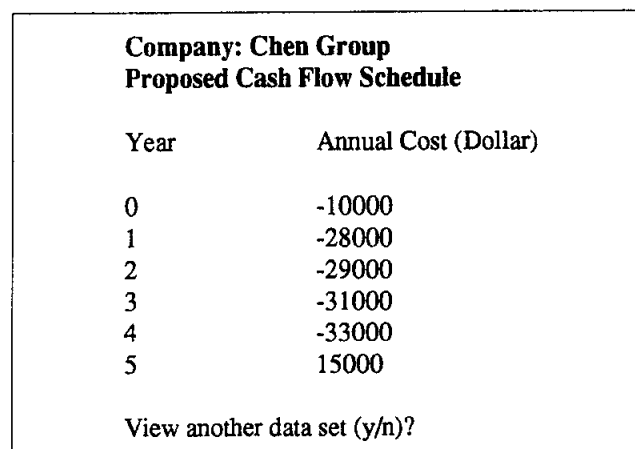 Company: Chen Group
Proposed Cash Flow Schedule
Year Annual Cost (Dollar)
0 -10000
1 -28000
2 -29000
3 -31000
4 -33000
5 15000
View another data set (y/n)?